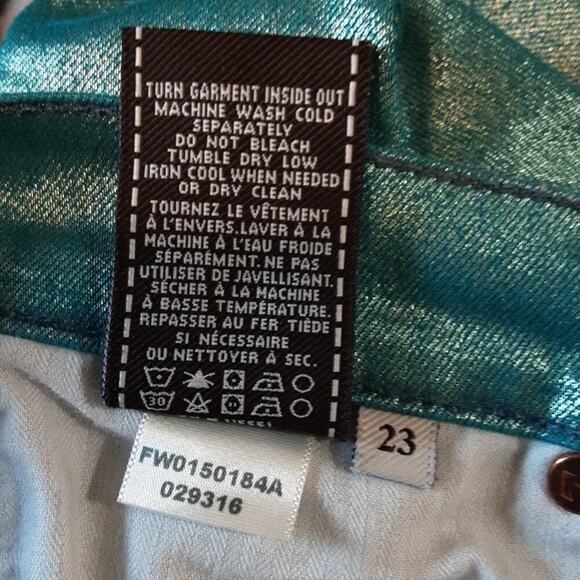 TURN GARMENT INSIDE OUT
MACHINE WASH COLD
SEPARATELY
DO NOT BLEACH
TUMBLE DRY LOW
IRON COOL WHEN NEEDED
OR DRY CLEAN
TOURNEZ LE VÊTEMENT
À L'ENVERS.LAVER À LA
MACHINE À L'EAU FROIDE
SÉPARÉMENT. NE PAS
UTILISER DE JAVELLISANT.
SÉCHER À LA MACHINE
À BASSE TEMPÉRATURE.
REPASSER AU FER TIÈDE
SI NÉCESSAIRE
OU NETTOYER À SEC.
30
FW0150184A
029316
23